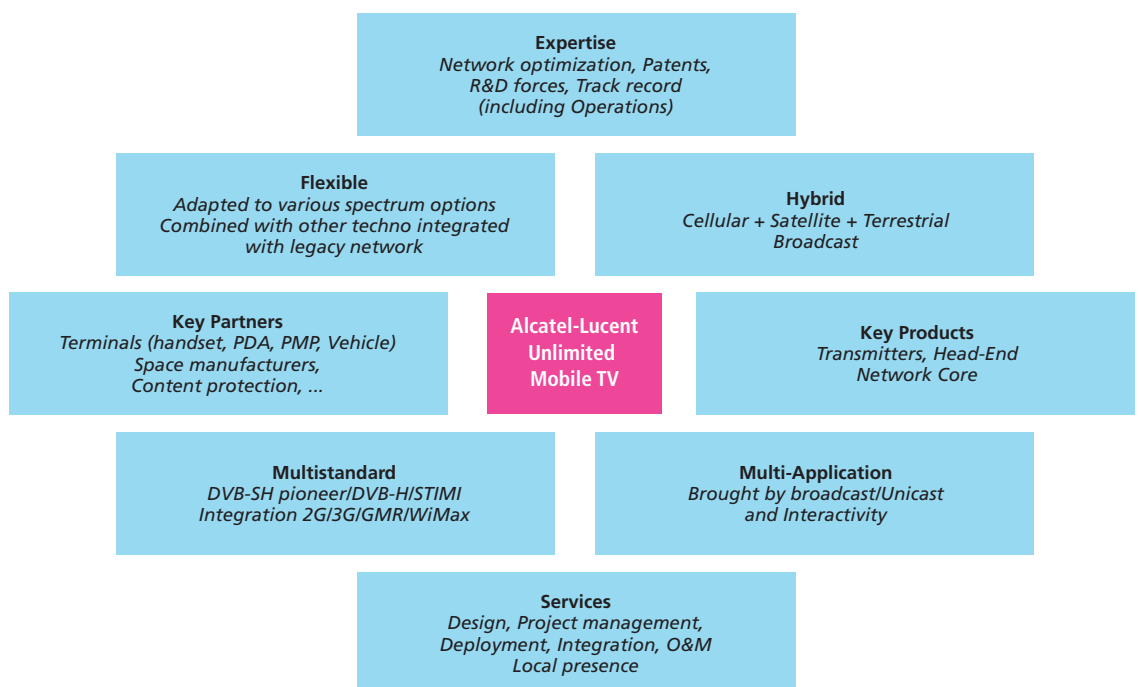 Expertise
Network optimization, Patents,
R&D forces, Track record
(including Operations)
Flexible
Adapted to various spectrum options
Combined with other techno integrated
with legacy network
Hybrid
Cellular + Satellite + Terrestrial
Broadcast
Key Partners
Terminals (handset, PDA, PMP, Vehicle)
Space manufacturers,
Content protection, ...
Alcatel-Lucent
Unlimited
Mobile TV
Key Products
Transmitters, Head-End
Network Core
Multistandard
DVB-SH pioneer/DVB-H/STIMI
Integration 2G/3G/GMR/WiMax
Multi-Application
Brought by broadcast/Unicast
and Interactivity
Services
Design, Project management,
Deployment, Integration, O&M
Local presence